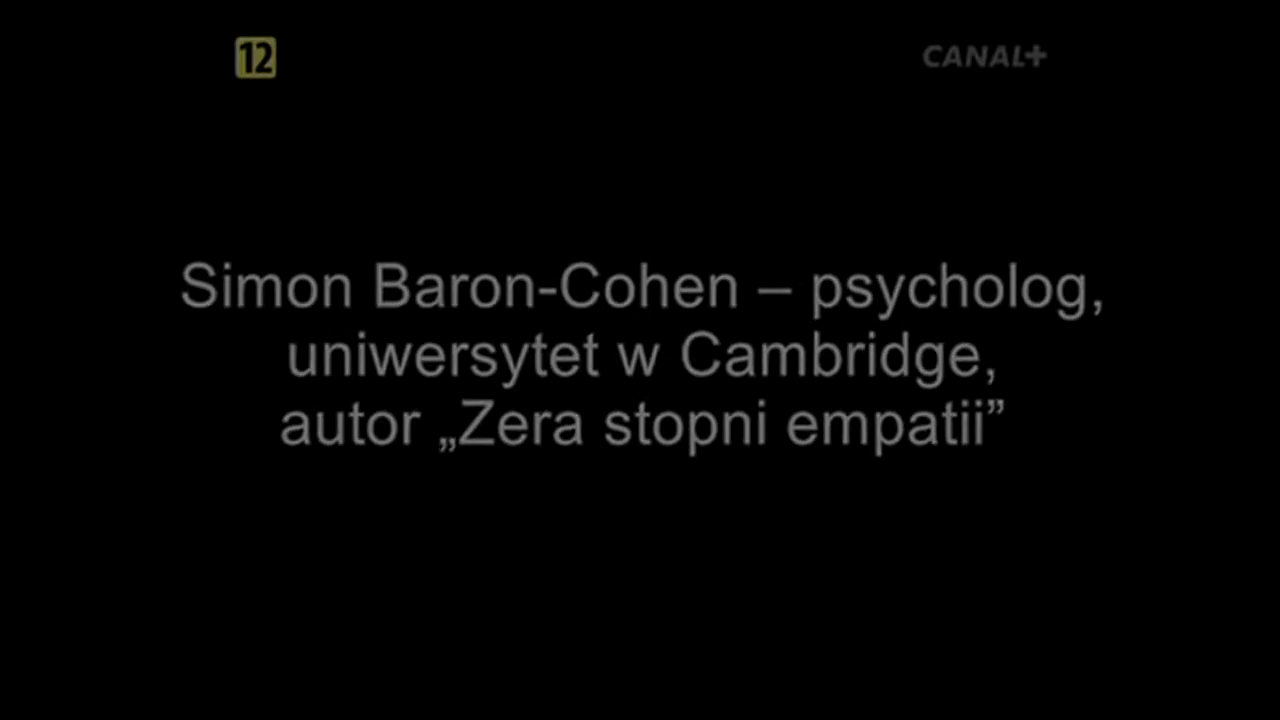 12
CANAL+
Simon Baron-Cohen – psycholog,
uniwersytet w Cambridge,
autor „Zera stopni empatii”